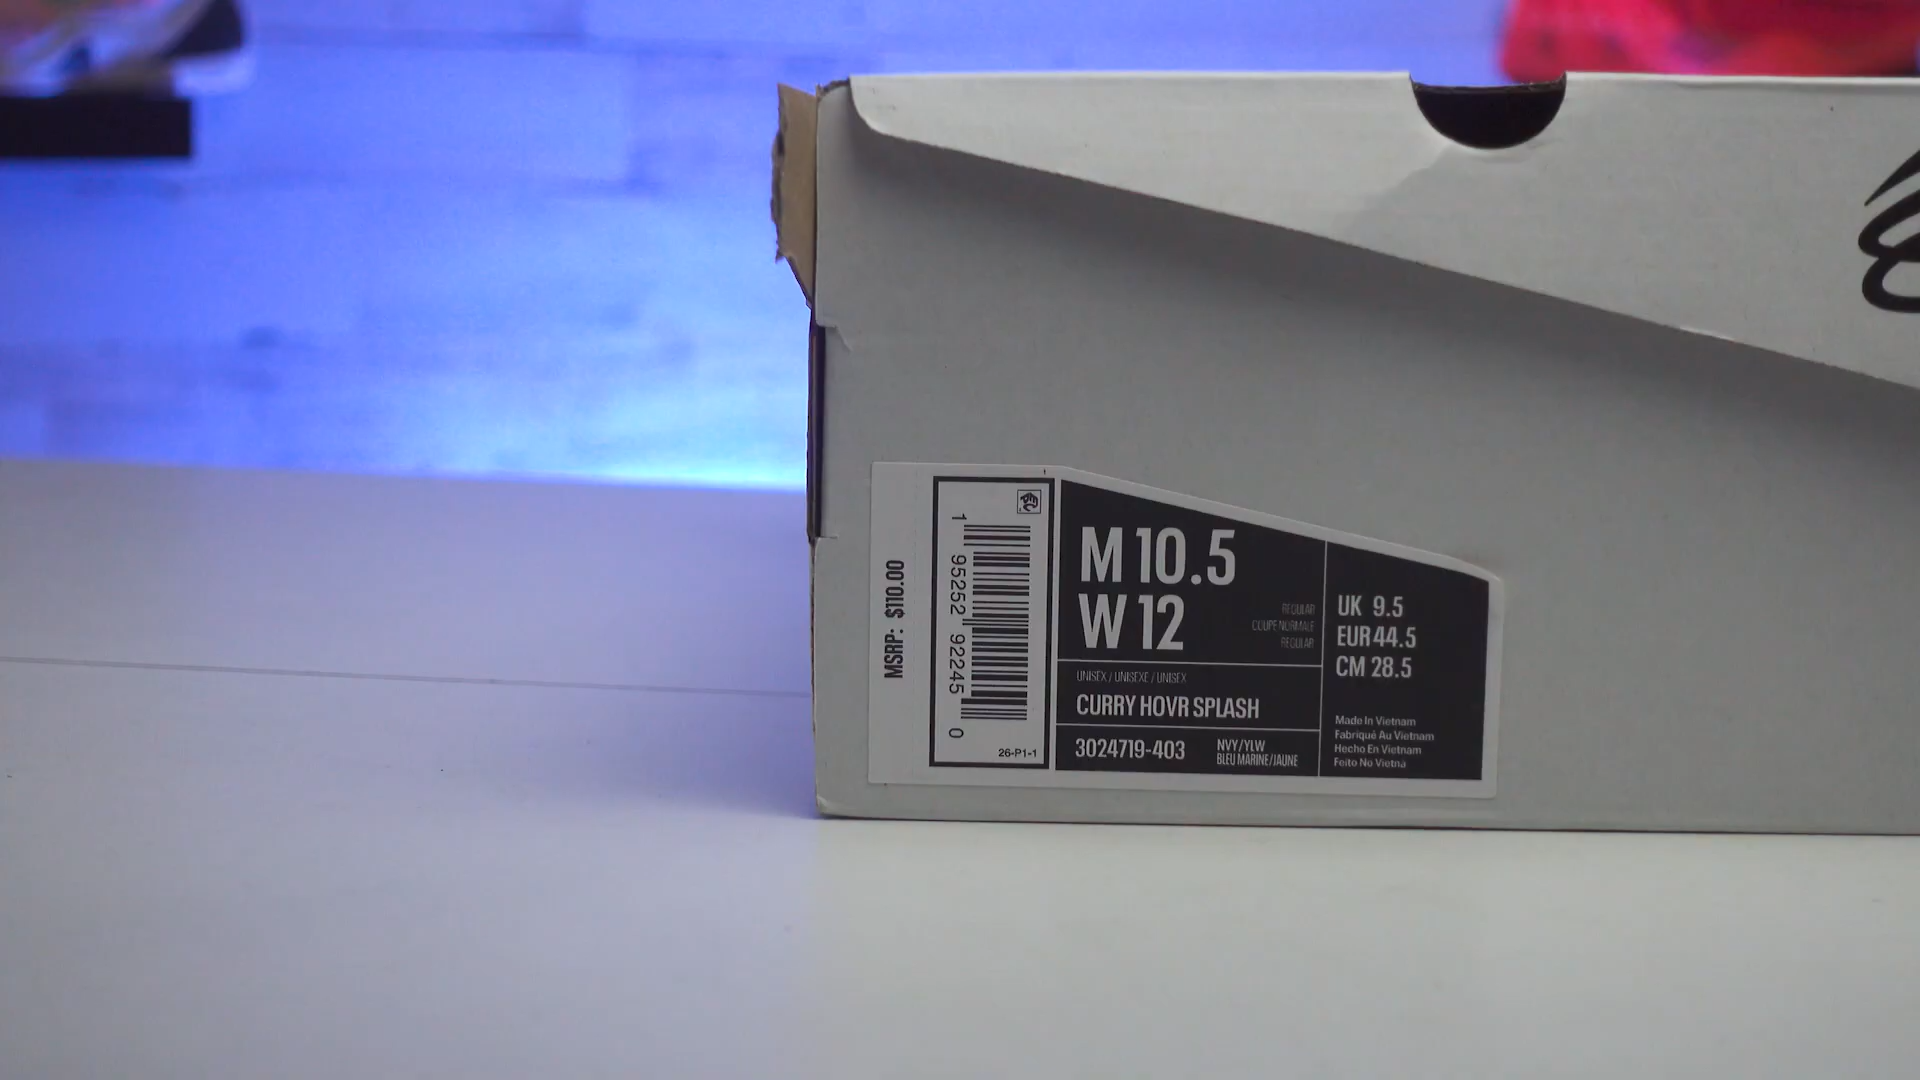 MSRP: $110.00
1 95252 92245 0
26-P1-1
M 10.5
W 12
REGULAR
COUPE NORMALE
REGULAR
UNISEX / UNISEXE / UNISEX
CURRY HOVR SPLASH
3024719-403
NVY/YLW
BLEU MARINE/JAUNE
UK 9.5
EUR 44.5
CM 28.5
Made In Vietnam
Fabriqué Au Vietnam
Hecho En Vietnam
Feito No Vietnã